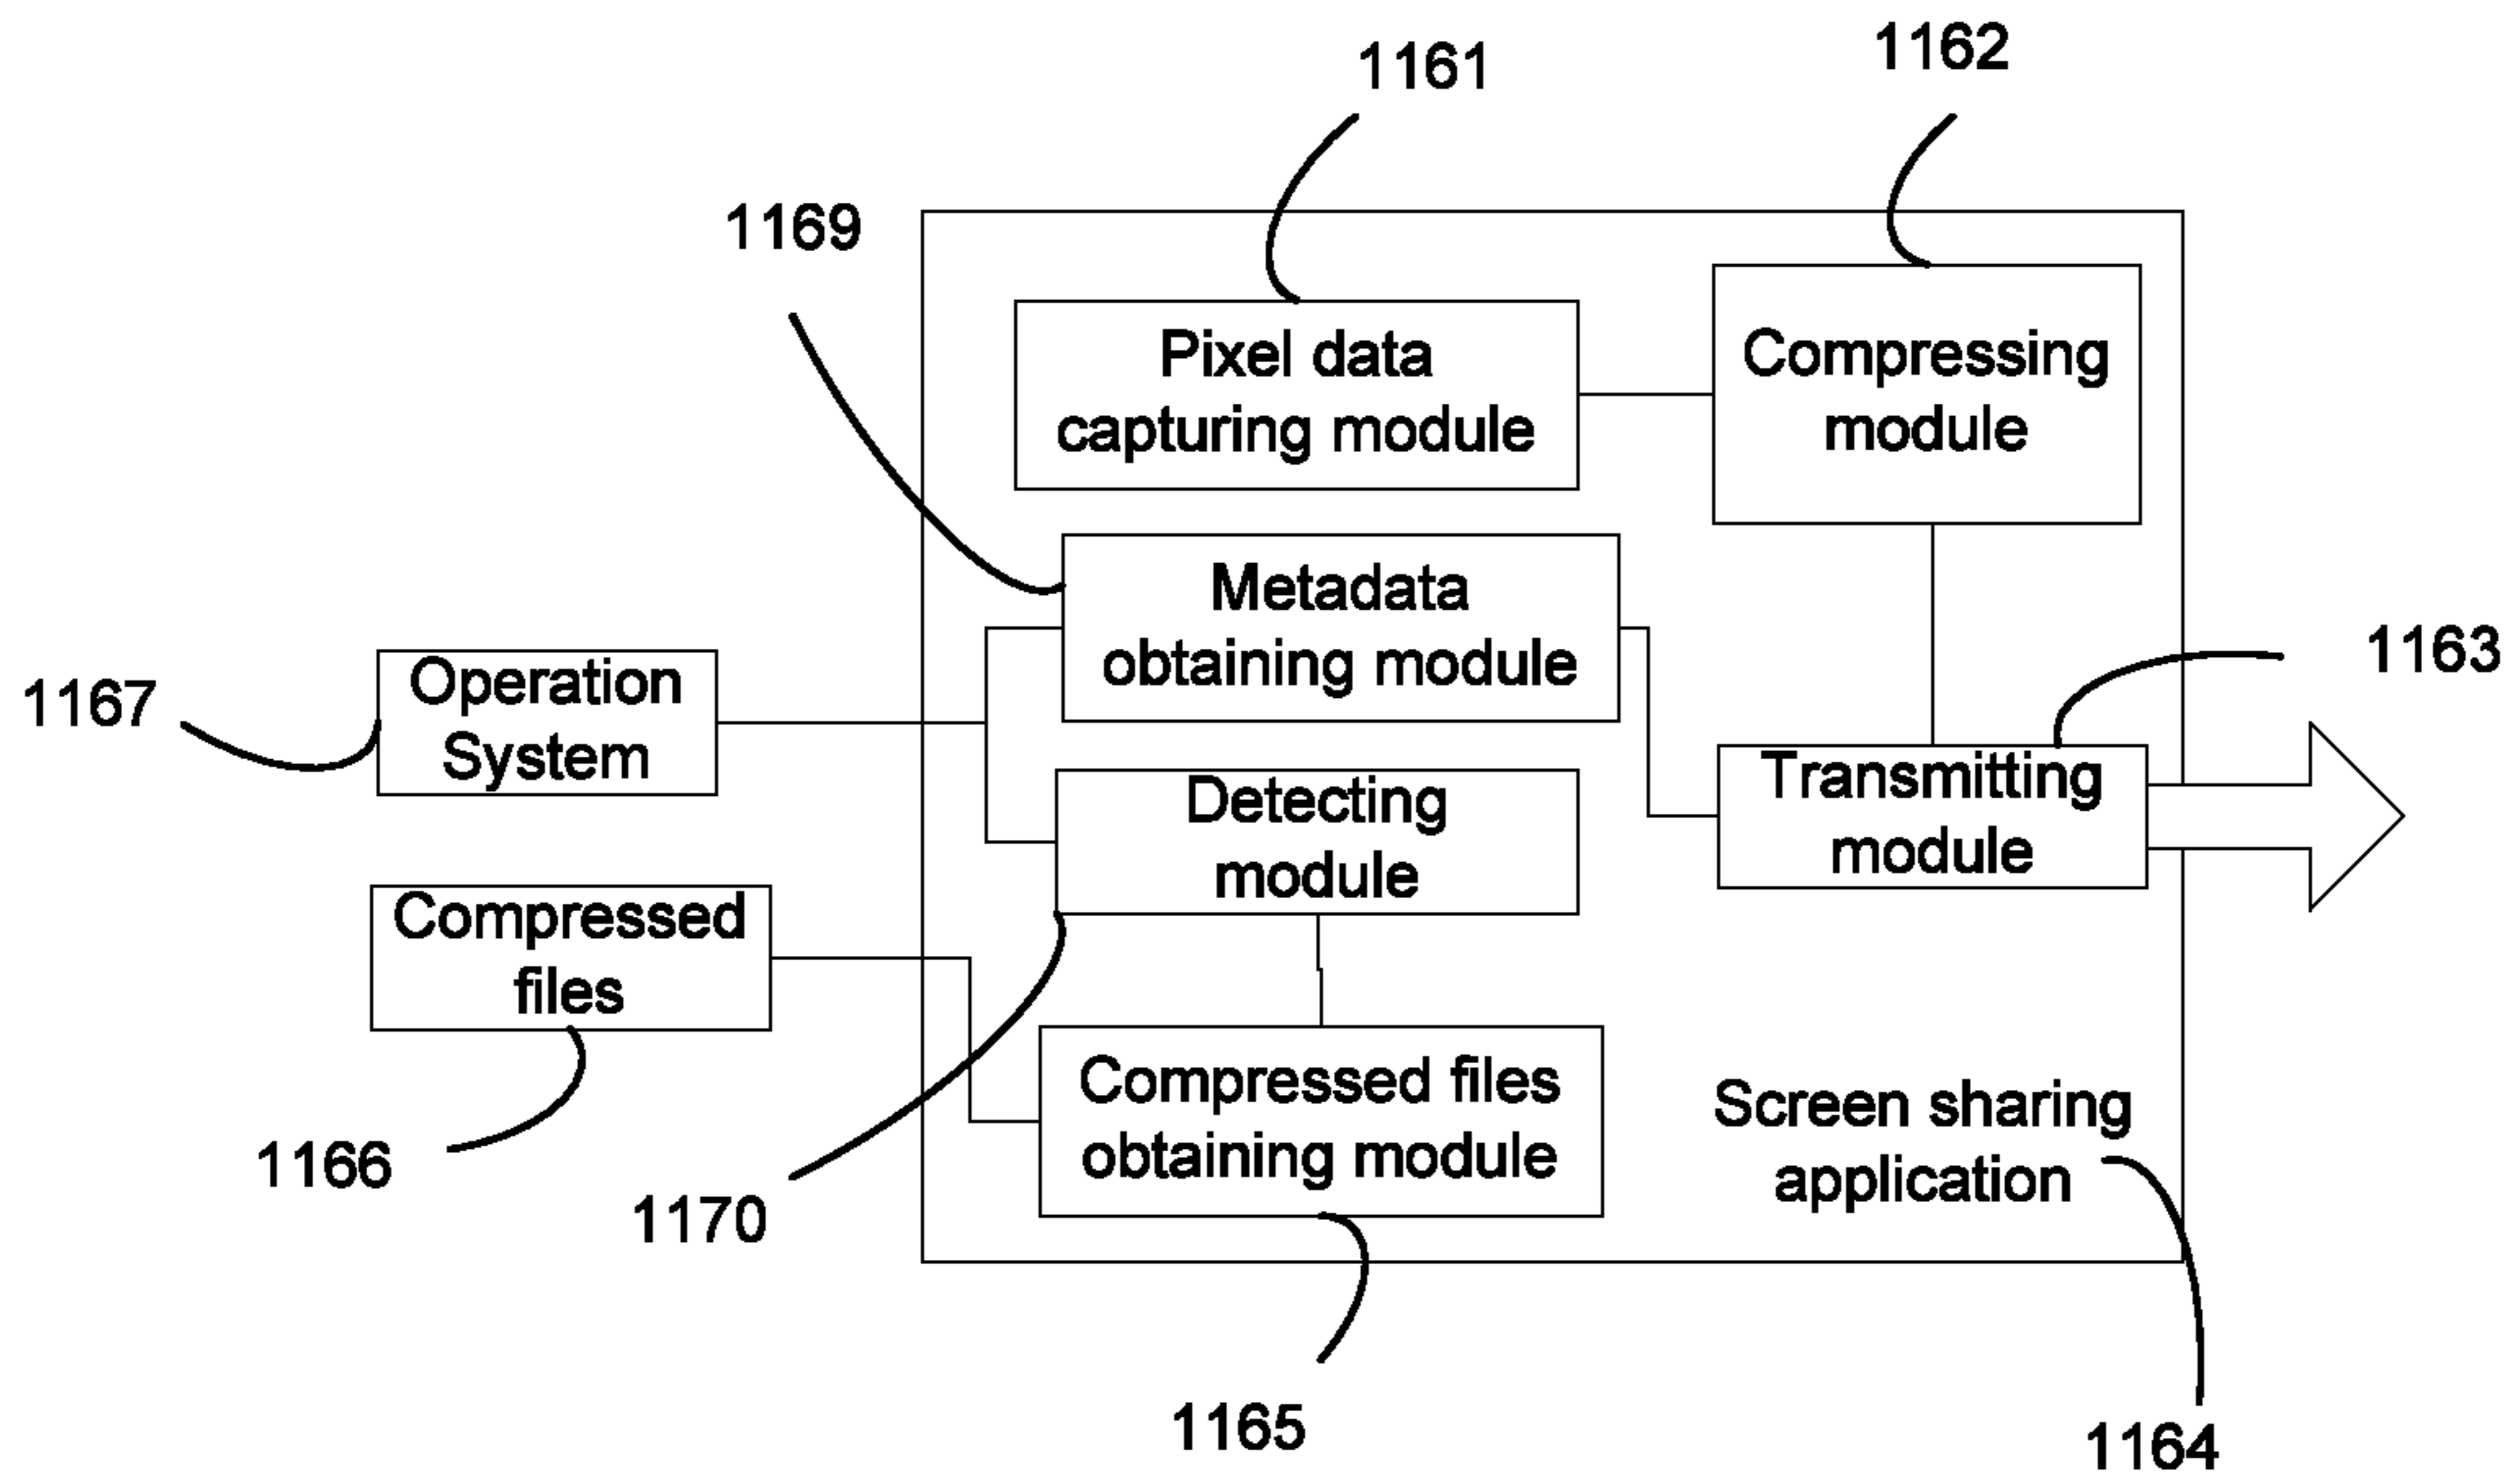 1161
1162
1169
Pixel data
capturing module
Compressing
module
Metadata
obtaining module
1163
1167
Operation
System
Transmitting
module
Detecting
module
Compressed
files
Compressed files
obtaining module
Screen sharing
application
1166
1170
1165
1164